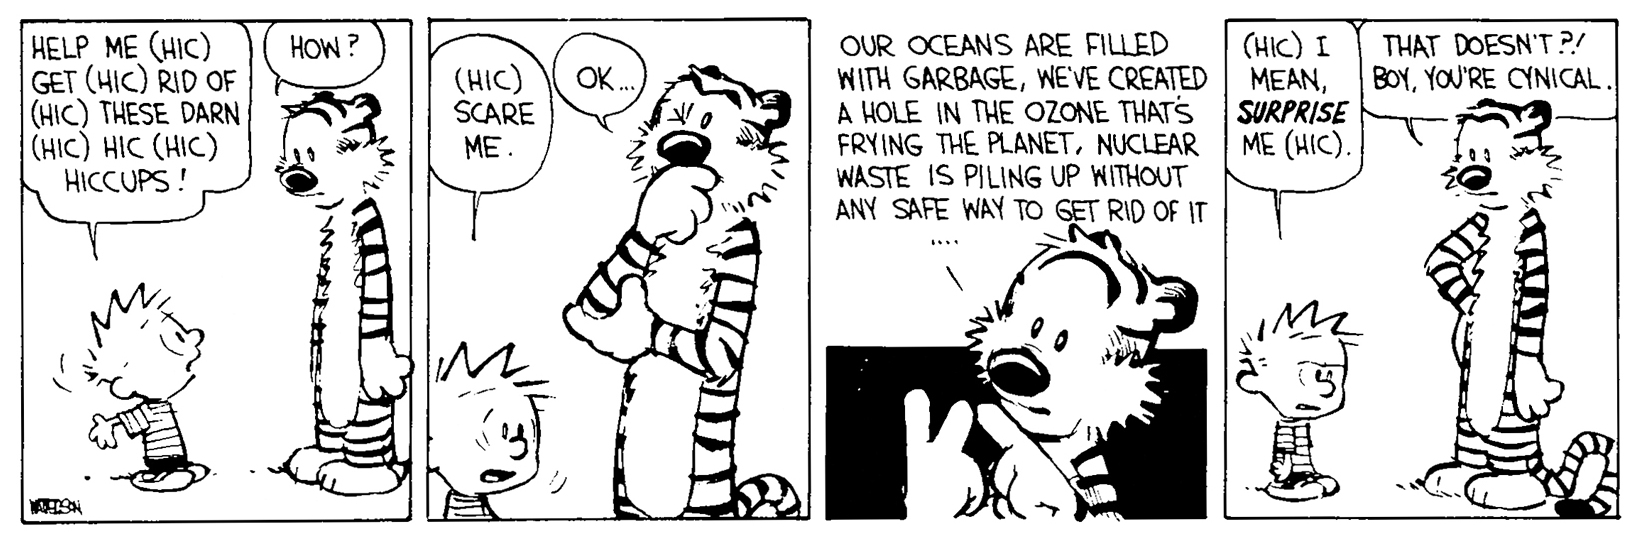 HELP ME (HIC)
GET (HIC) RID OF
(HIC) THESE DARN
(HIC) HIC (HIC)
HICCUPS!
HOW?
WATTERSON
(HIC)
SCARE
ME.
OK...
OUR OCEANS ARE FILLED
WITH GARBAGE, WE'VE CREATED
A HOLE IN THE OZONE THAT'S
FRYING THE PLANET, NUCLEAR
WASTE IS PILING UP WITHOUT
ANY SAFE WAY TO GET RID OF IT
....
(HIC) I
MEAN,
SURPRISE
ME (HIC).
THAT DOESN'T?!
BOY, YOU'RE CYNICAL.